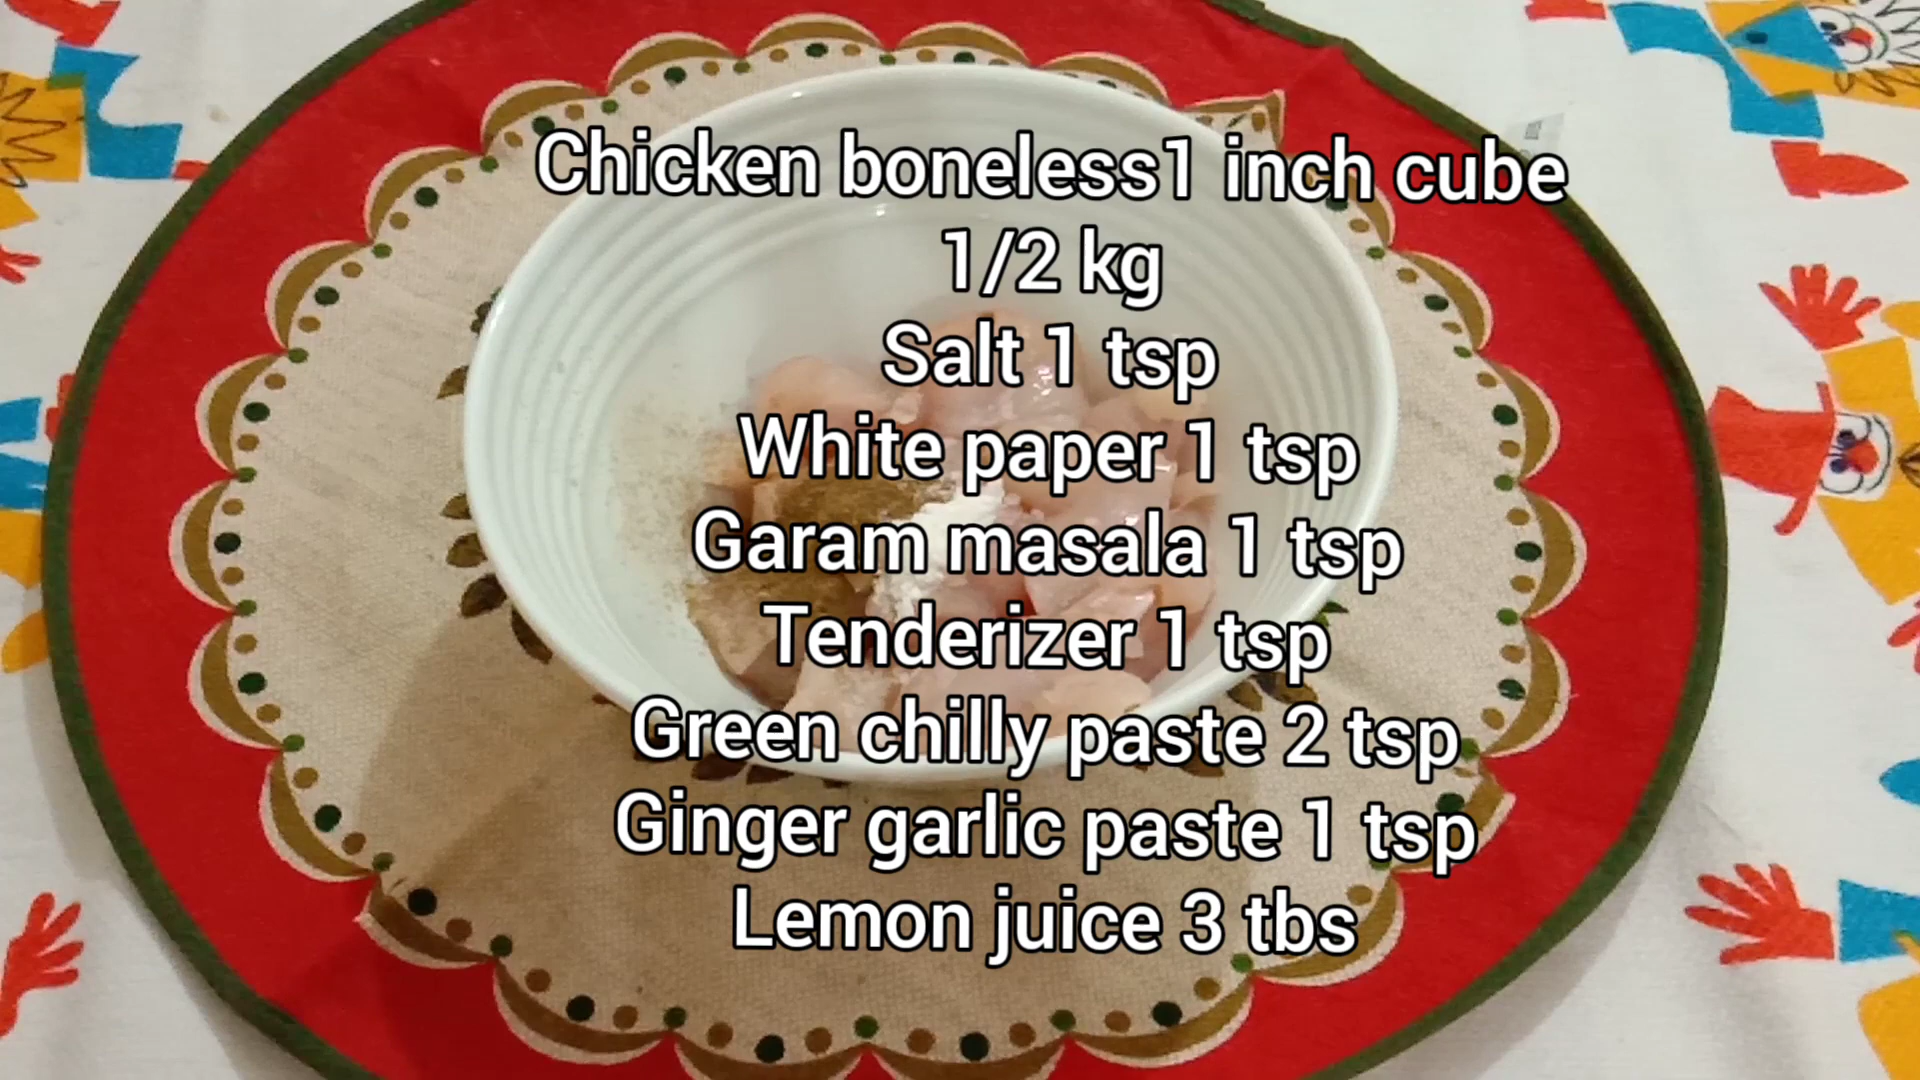 Chicken boneless1 inch cube
1/2 kg
Salt 1 tsp
White paper 1 tsp
Garam masala 1 tsp
Tenderizer 1 tsp
Green chilly paste 2 tsp
Ginger garlic paste 1 tsp
Lemon juice 3 tbs